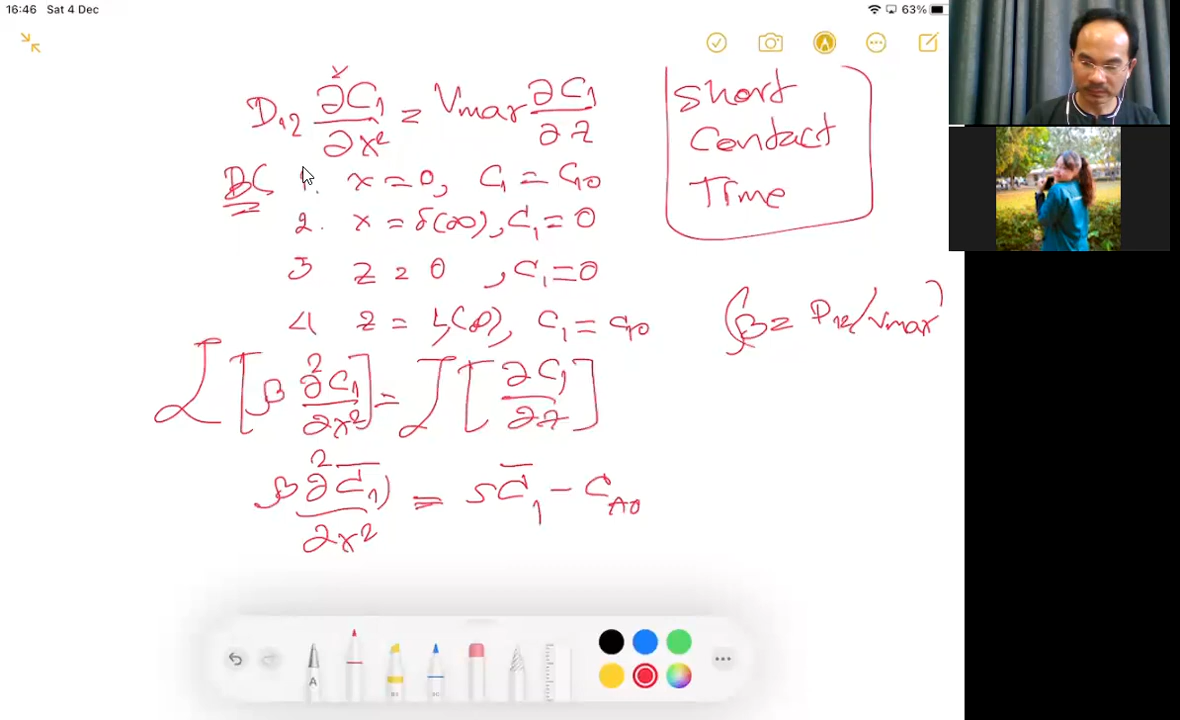 16:46 Sat 4 Dec
63%
D₁₂ ∂²C₁/∂x² = Vmax ∂C₁/∂z
BC 1. x = 0, C₁ = C₁₀
2. x = δ(∞), C₁ = 0
3 z = 0, C₁ = 0
4 z = L(∞), C₁ = C₁₀
Short
Contact
Time
(β = D₁₂/Vmax)
ℒ[β ∂²C₁/∂x²] = ℒ[∂C₁/∂z]
β ∂²C̄₁)/∂x² = sC̄₁ - C_A0
A